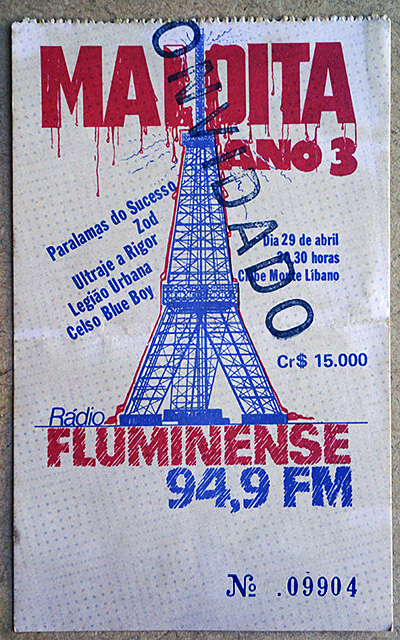 MALDITA
ANO 3
CONVIDADO
Paralamas do Sucesso
Zod
Ultraje a Rigor
Legião Urbana
Celso Blue Boy
Dia 29 de abril
30 horas
Clube Monte Líbano
Cr$ 15.000
Rádio
FLUMINENSE
94,9 FM
Nº .09904